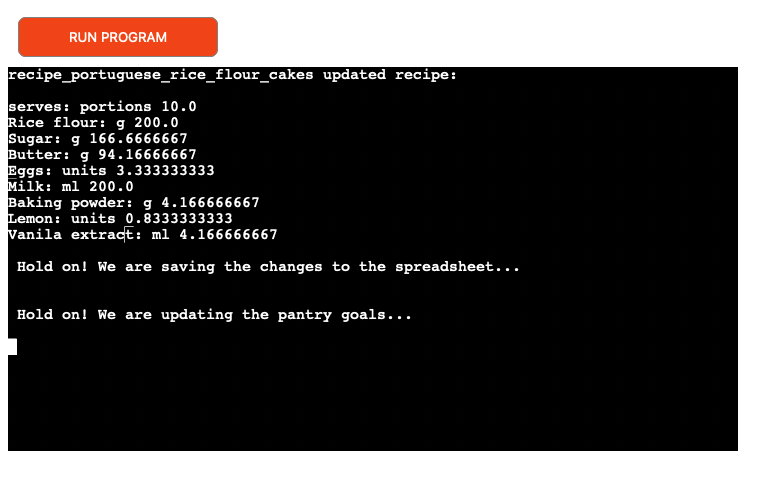 RUN PROGRAM
recipe_portuguese_rice_flour_cakes updated recipe:
serves: portions 10.0
Rice flour: g 200.0
Sugar: g 166.6666667
Butter: g 94.16666667
Eggs: units 3.333333333
Milk: ml 200.0
Baking powder: g 4.166666667
Lemon: units 0.8333333333
Vanila extract: ml 4.166666667
Hold on! We are saving the changes to the spreadsheet...
Hold on! We are updating the pantry goals...